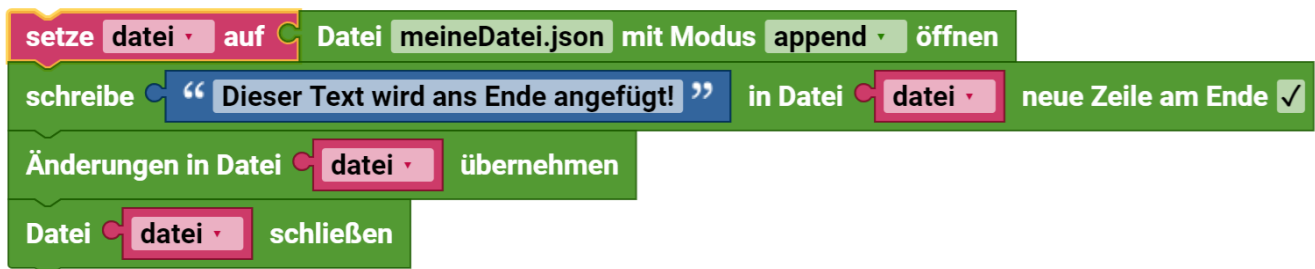 setze datei auf Datei meineDatei.json mit Modus append öffnen
schreibe “ Dieser Text wird ans Ende angefügt! ” in Datei datei neue Zeile am Ende ✓
Änderungen in Datei datei übernehmen
Datei datei schließen